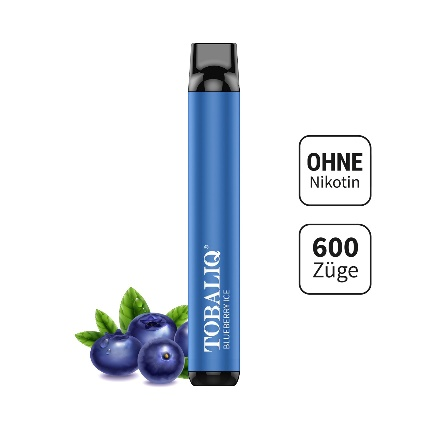 OHNE
Nikotin
600
Züge
TOBALIQ®
BLUEBERRY ICE